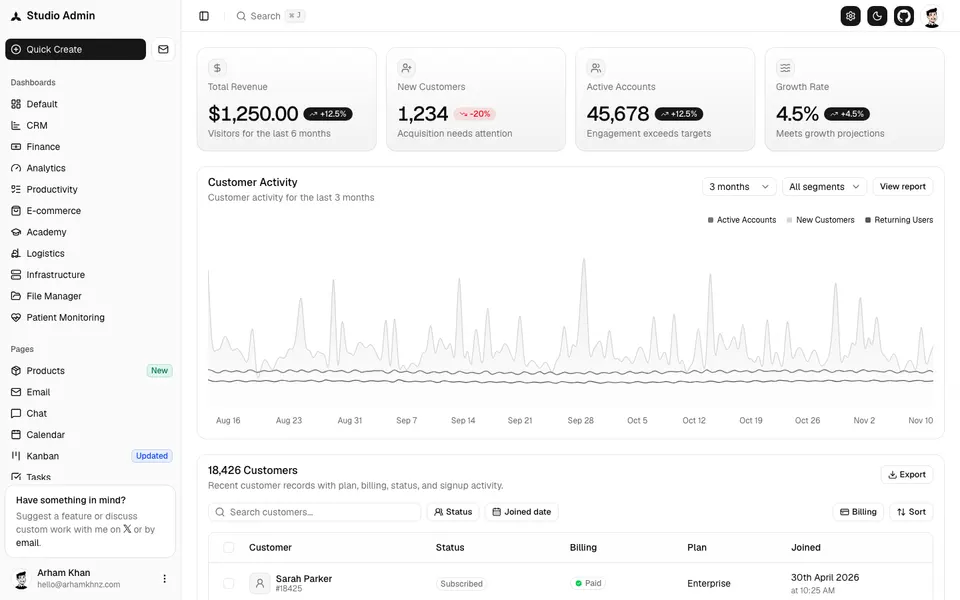 Studio Admin
Quick Create
Dashboards
Default
CRM
Finance
Analytics
Productivity
E-commerce
Academy
Logistics
Infrastructure
File Manager
Patient Monitoring
Pages
Products New
Email
Chat
Calendar
Kanban Updated
Tasks
Have something in mind?
Suggest a feature or discuss
custom work with me on 𝕏 or by
email.
Arham Khan
hello@arhamkhnz.com
Search ⌘ J
Total Revenue
$1,250.00 +12.5%
Visitors for the last 6 months
New Customers
1,234 -20%
Acquisition needs attention
Active Accounts
45,678 +12.5%
Engagement exceeds targets
Growth Rate
4.5% +4.5%
Meets growth projections
Customer Activity
Customer activity for the last 3 months
3 months All segments View report
Active Accounts New Customers Returning Users
Aug 16 Aug 23 Aug 31 Sep 7 Sep 14 Sep 21 Sep 28 Oct 5 Oct 12 Oct 19 Oct 26 Nov 2 Nov 10
18,426 Customers
Recent customer records with plan, billing, status, and signup activity.
Export
Search customers... Status Joined date Billing Sort
Customer Status Billing Plan Joined
Sarah Parker
#18425
Subscribed Paid Enterprise
30th April 2026
at 10:25 AM